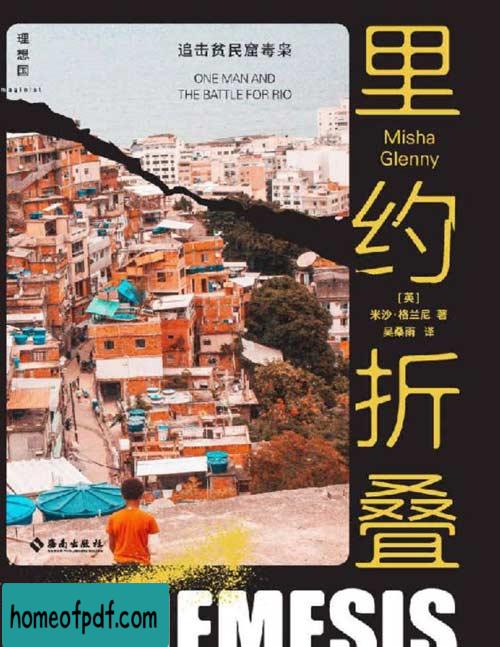 理想国
imaginist
追击贫民窟毒枭
ONE MAN AND
THE BATTLE FOR RIO
里约折叠
Misha
Glenny
[英]
米沙·格兰尼 著
吴桑雨 译
海南出版社
EMESIS
homeofpdf.com